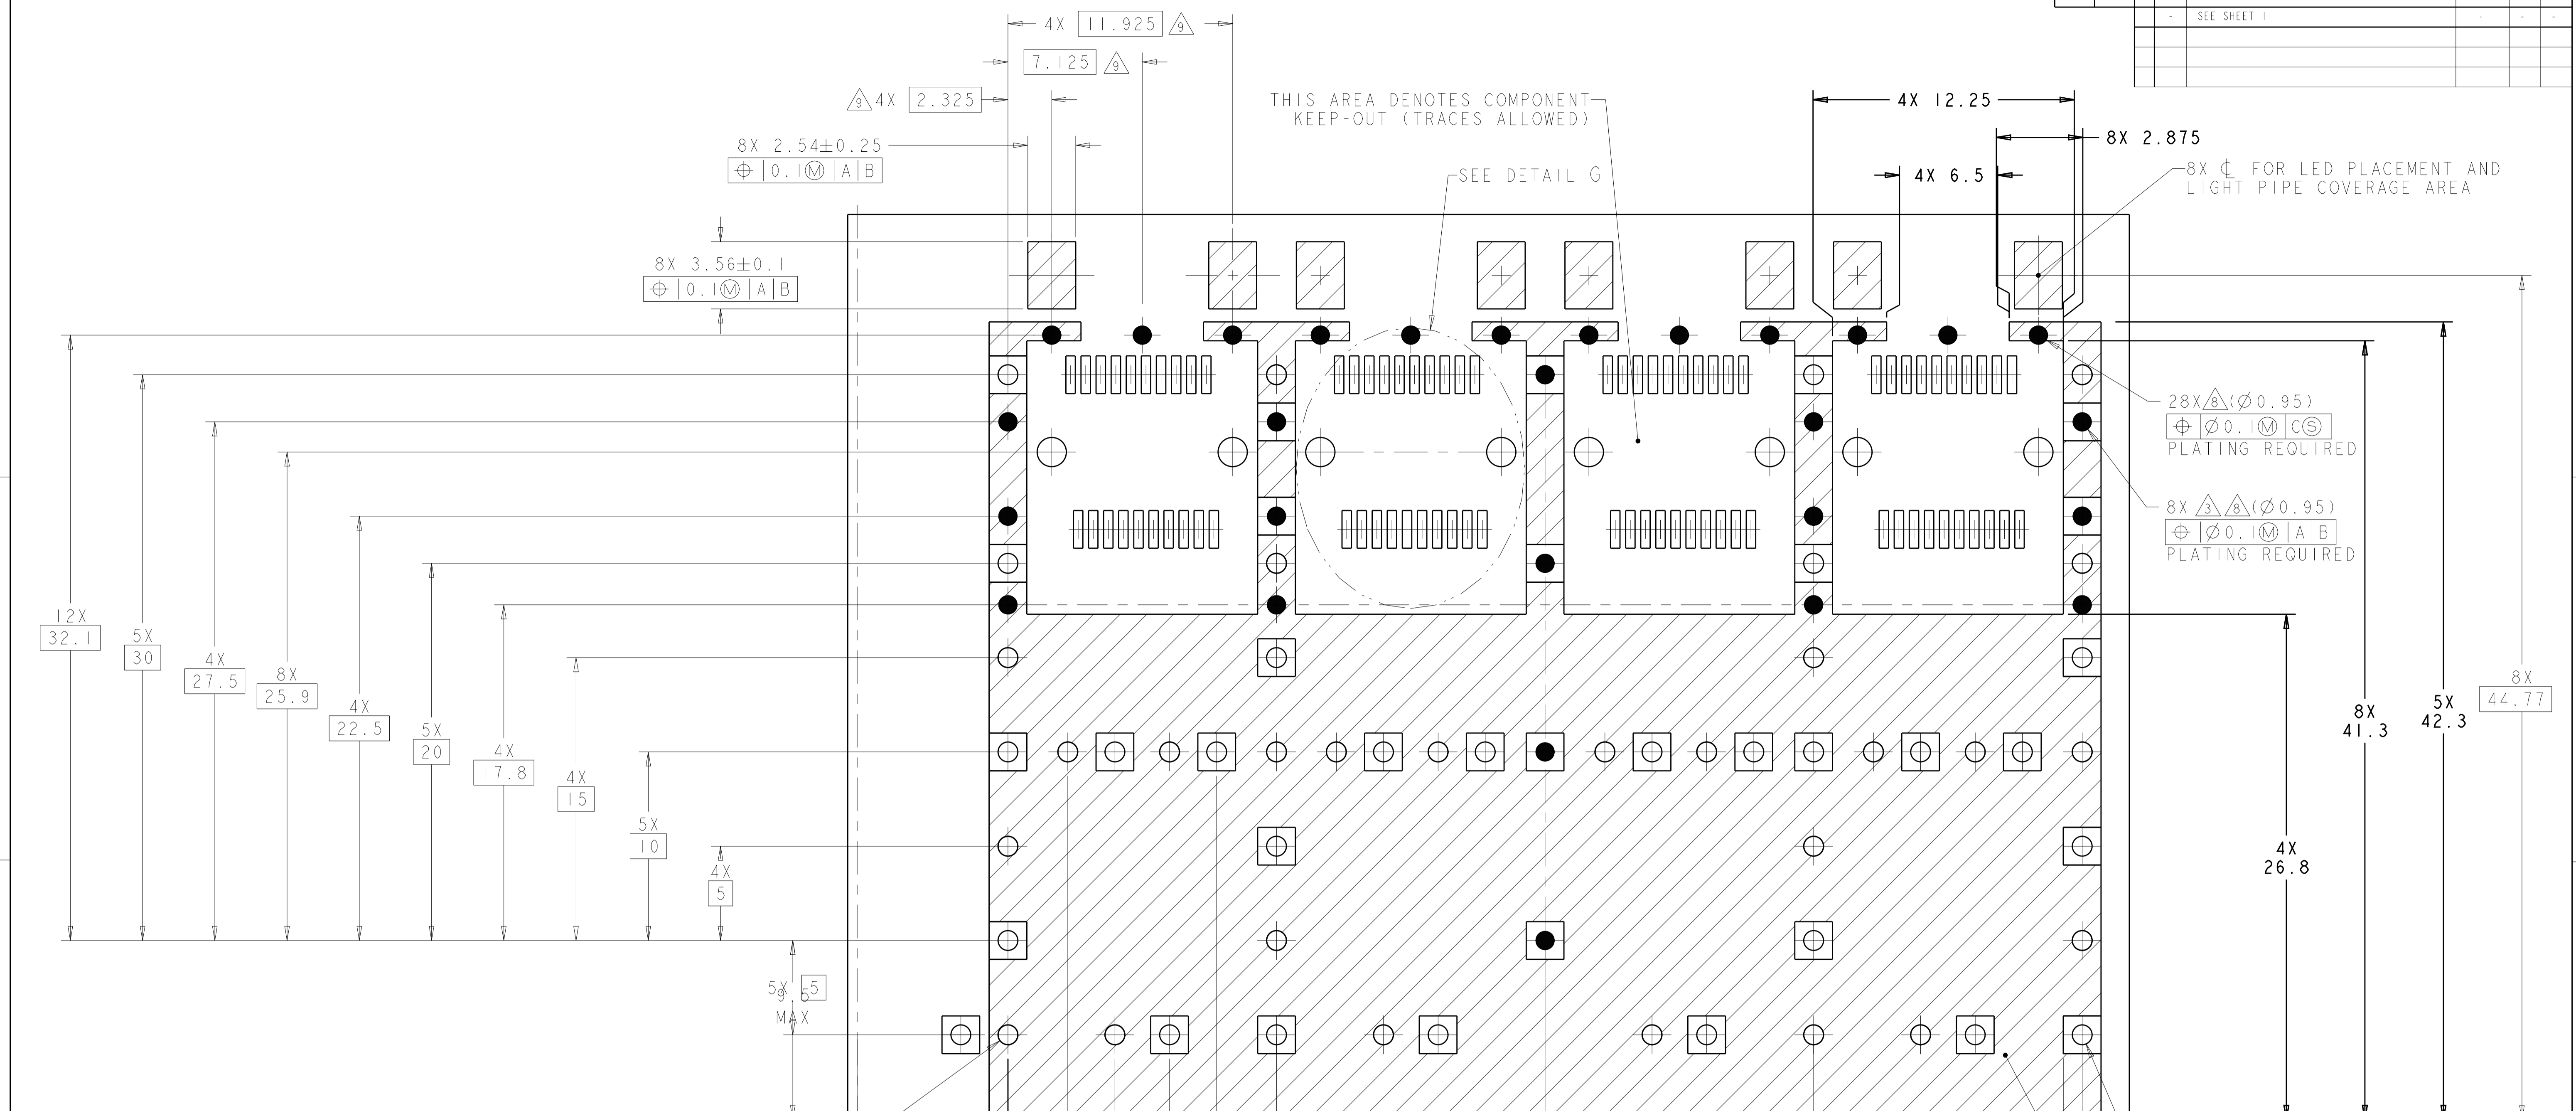 - SEE SHEET 1 - - -
4X 11.925 9
7.125 9
9 4X 2.325
8X 2.54±0.25
⌖ 0.1Ⓜ A B
8X 3.56±0.1
⌖ 0.1Ⓜ A B
THIS AREA DENOTES COMPONENT
KEEP-OUT (TRACES ALLOWED)
SEE DETAIL G
4X 12.25
8X 2.875
4X 6.5
8X ℄ FOR LED PLACEMENT AND
LIGHT PIPE COVERAGE AREA
28X 8 (Ø0.95)
⌖ Ø0.1Ⓜ CⓈ
PLATING REQUIRED
8X 3 8 (Ø0.95)
⌖ Ø0.1Ⓜ A B
PLATING REQUIRED
12X
32.1
5X
30
4X
27.5
8X
25.9
4X
22.5
5X
20
4X
17.8
4X
15
5X
10
4X
5
5X 5
9.5
MAX
4X
26.8
8X
41.3
5X
42.3
8X
44.77